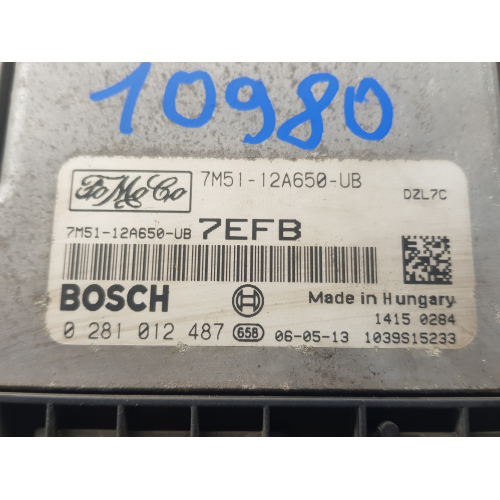 10980
FoMoCo 7M51-12A650-UB
DZL7C
7M51-12A650-UB 7EFB
BOSCH
Made in Hungary
1415 0284
0 281 012 487 658 06-05-13 1039S15233